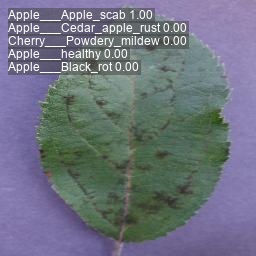 Apple___Apple_scab 1.00
Apple___Cedar_apple_rust 0.00
Cherry___Powdery_mildew 0.00
Apple___healthy 0.00
Apple___Black_rot 0.00